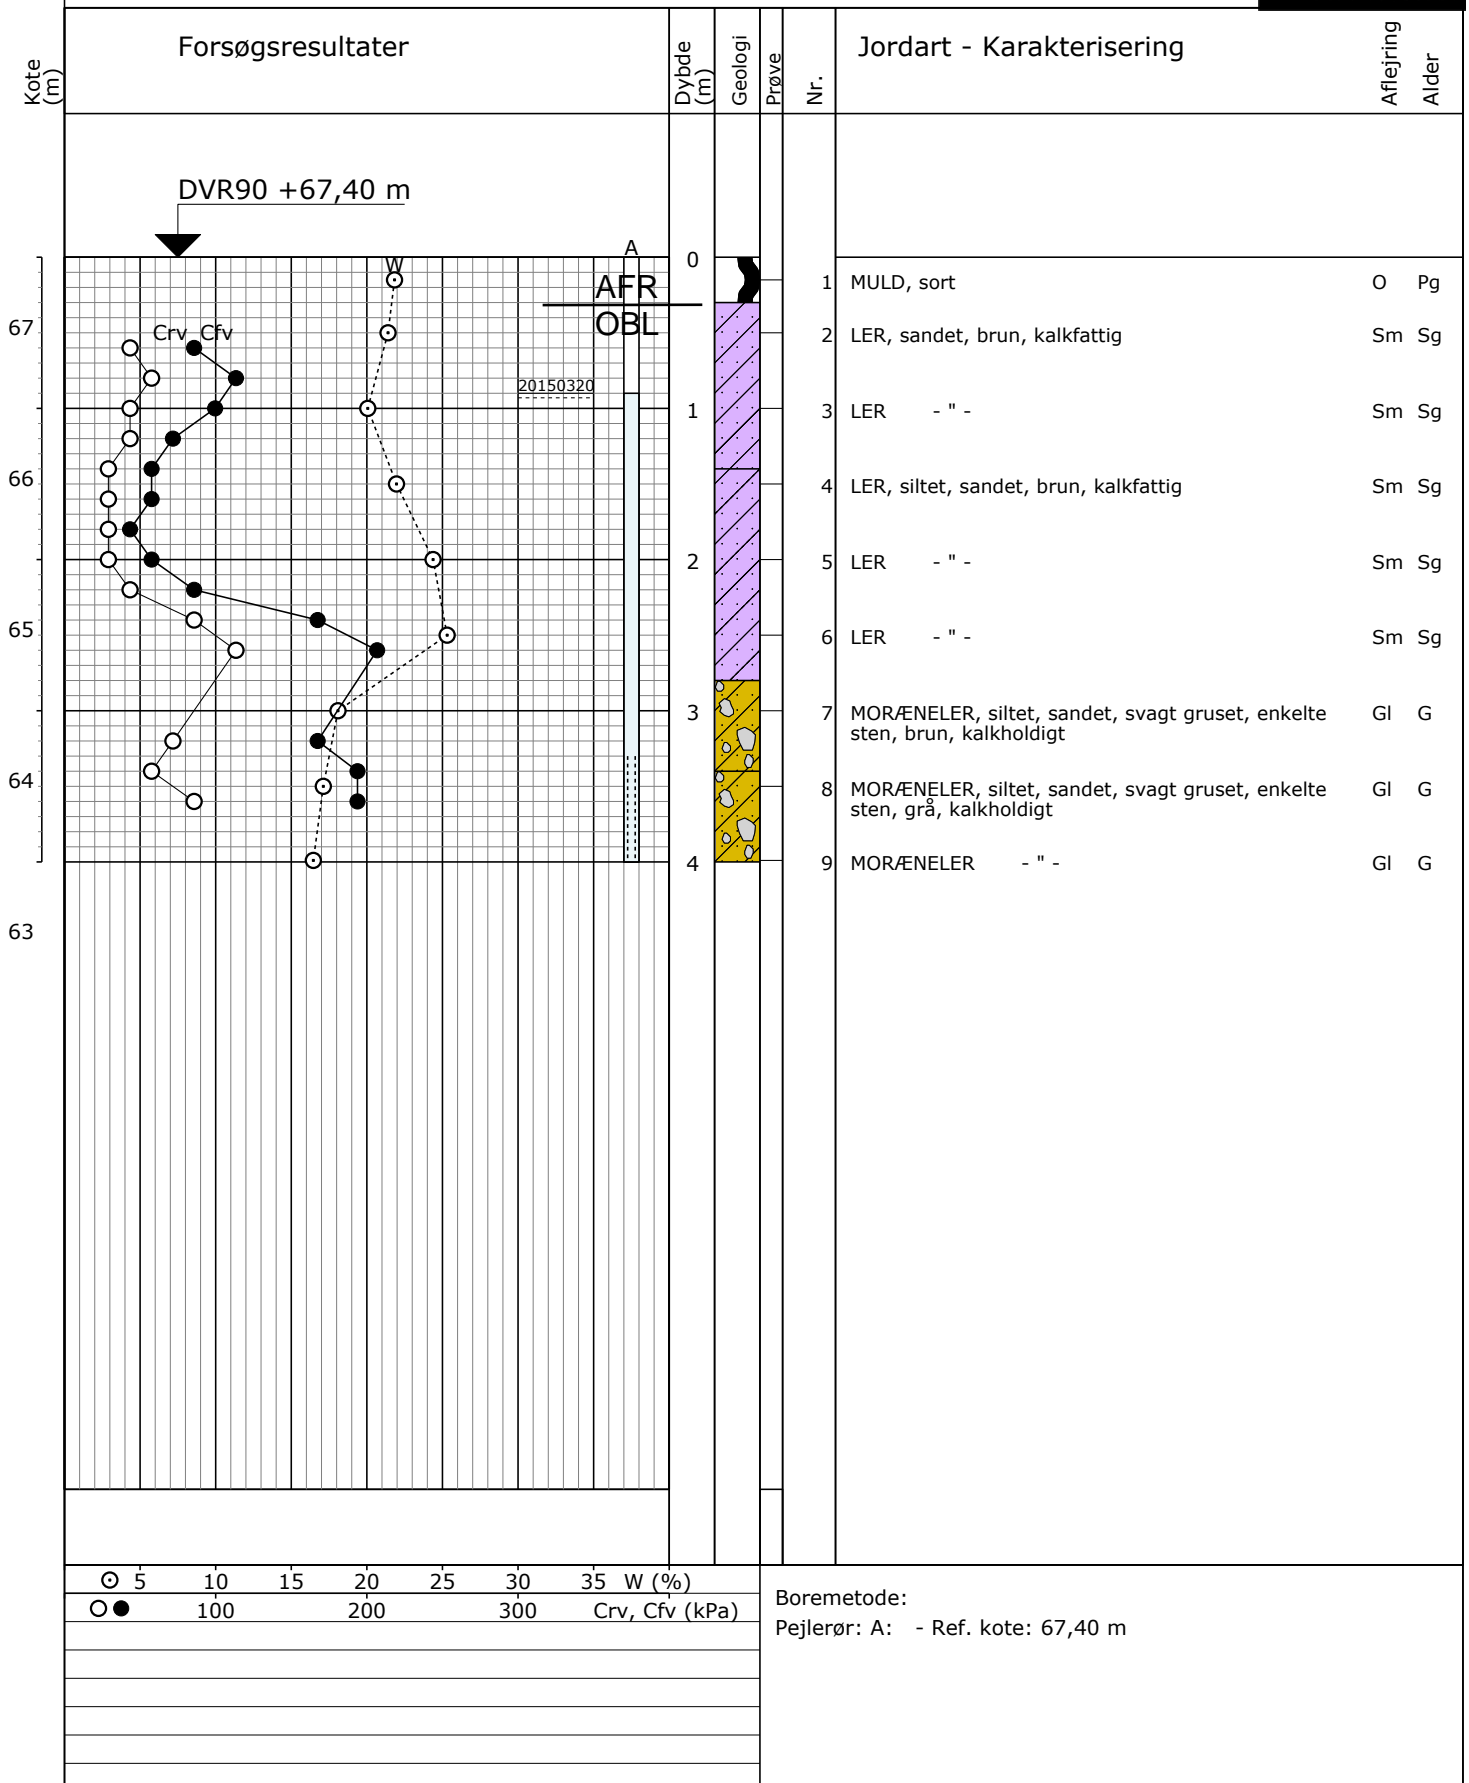 Kote (m)
Forsøgsresultater
Dybde (m)
Geologi
Prøve
Nr.
Jordart - Karakterisering
Aflejring
Alder
DVR90 +67,40 m
A
W
0
AFR
1 MULD, sort O Pg
67
OBL
Crv Cfv
2 LER, sandet, brun, kalkfattig Sm Sg
20150320
1
3 LER - " - Sm Sg
66
4 LER, siltet, sandet, brun, kalkfattig Sm Sg
2
5 LER - " - Sm Sg
65
6 LER - " - Sm Sg
3
7 MORÆNELER, siltet, sandet, svagt gruset, enkelte Gl G
sten, brun, kalkholdigt
64
8 MORÆNELER, siltet, sandet, svagt gruset, enkelte Gl G
sten, grå, kalkholdigt
4
9 MORÆNELER - " - Gl G
63
5 10 15 20 25 30 35 W (%)
100 200 300 Crv, Cfv (kPa)
Boremetode:
Pejlerør: A: - Ref. kote: 67,40 m